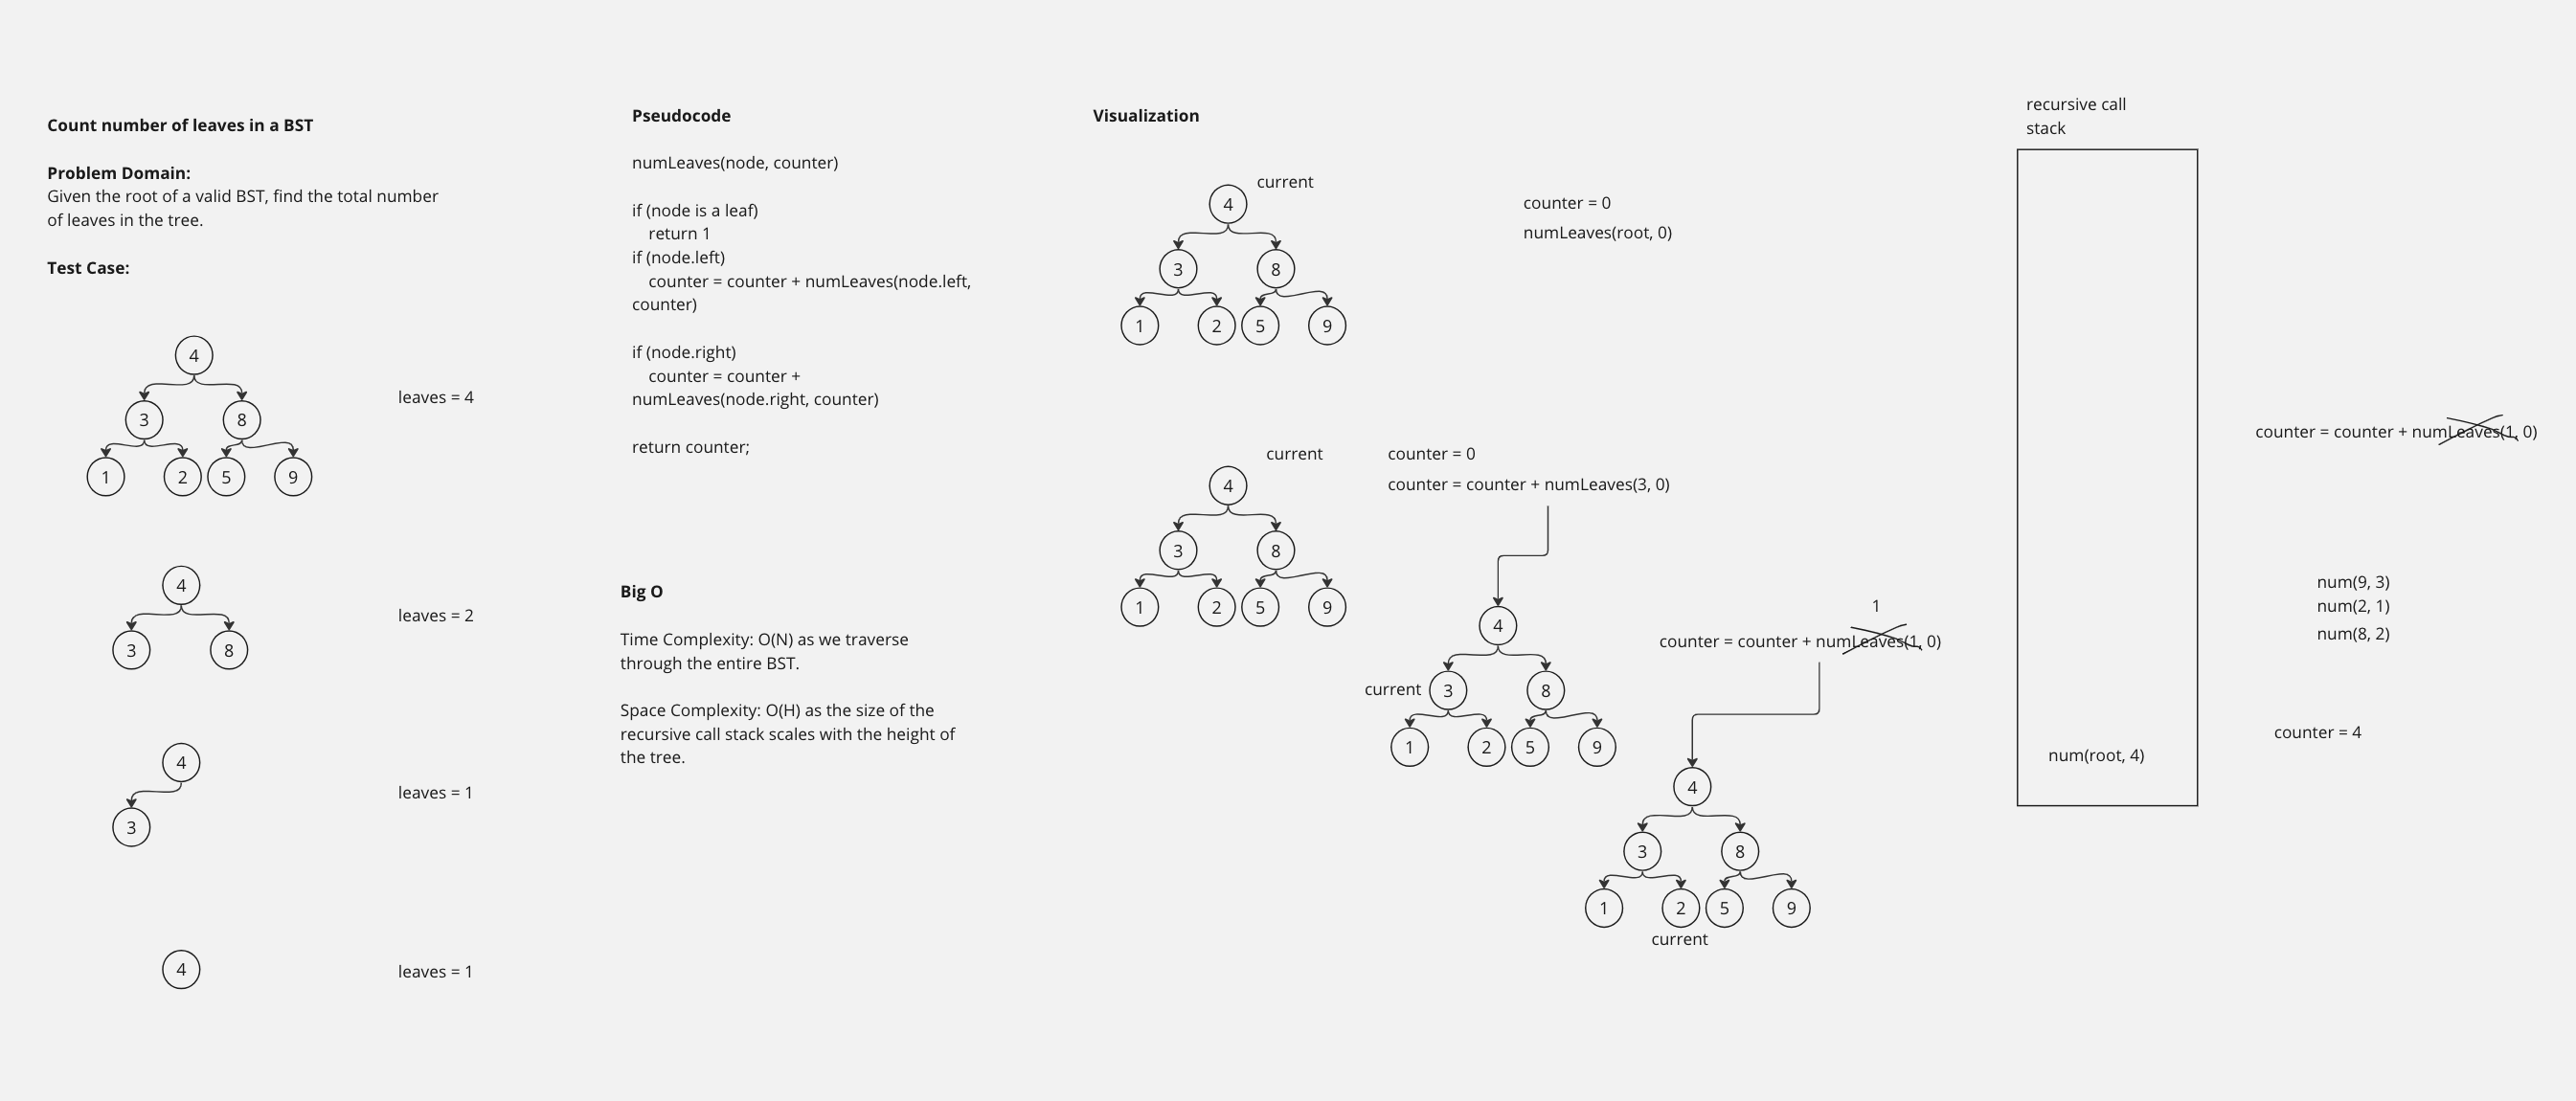 Count number of leaves in a BST
Problem Domain:
Given the root of a valid BST, find the total number
of leaves in the tree.
Test Case:
4
3 8
1 2 5 9
leaves = 4
4
3 8
leaves = 2
4
3
leaves = 1
4
leaves = 1
Pseudocode
numLeaves(node, counter)
if (node is a leaf)
return 1
if (node.left)
counter = counter + numLeaves(node.left,
counter)
if (node.right)
counter = counter +
numLeaves(node.right, counter)
return counter;
Big O
Time Complexity: O(N) as we traverse
through the entire BST.
Space Complexity: O(H) as the size of the
recursive call stack scales with the height of
the tree.
Visualization
current
4
3 8
1 2 5 9
counter = 0
numLeaves(root, 0)
current
4
3 8
1 2 5 9
counter = 0
counter = counter + numLeaves(3, 0)
4
current 3 8
1 2 5 9
1
counter = counter + numLeaves(1, 0)
4
3 8
1 2 5 9
current
recursive call
stack
num(root, 4)
counter = counter + numLeaves(1, 0)
num(9, 3)
num(2, 1)
num(8, 2)
counter = 4